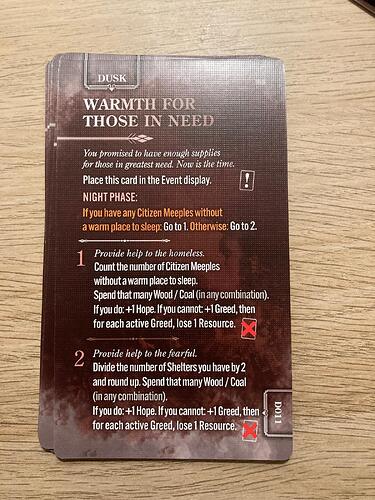 DUSK
WARMTH FOR
THOSE IN NEED
You promised to have enough supplies
for those in greatest need. Now is the time.
Place this card in the Event display.
!
NIGHT PHASE:
If you have any Citizen Meeples without
a warm place to sleep: Go to 1. Otherwise: Go to 2.
1 Provide help to the homeless.
Count the number of Citizen Meeples
without a warm place to sleep.
Spend that many Wood / Coal (in any combination).
If you do: +1 Hope. If you cannot: +1 Greed, then
for each active Greed, lose 1 Resource.
2 Provide help to the fearful.
Divide the number of Shelters you have by 2
and round up. Spend that many Wood / Coal
(in any combination).
If you do: +1 Hope. If you cannot: +1 Greed, then
for each active Greed, lose 1 Resource.
D011